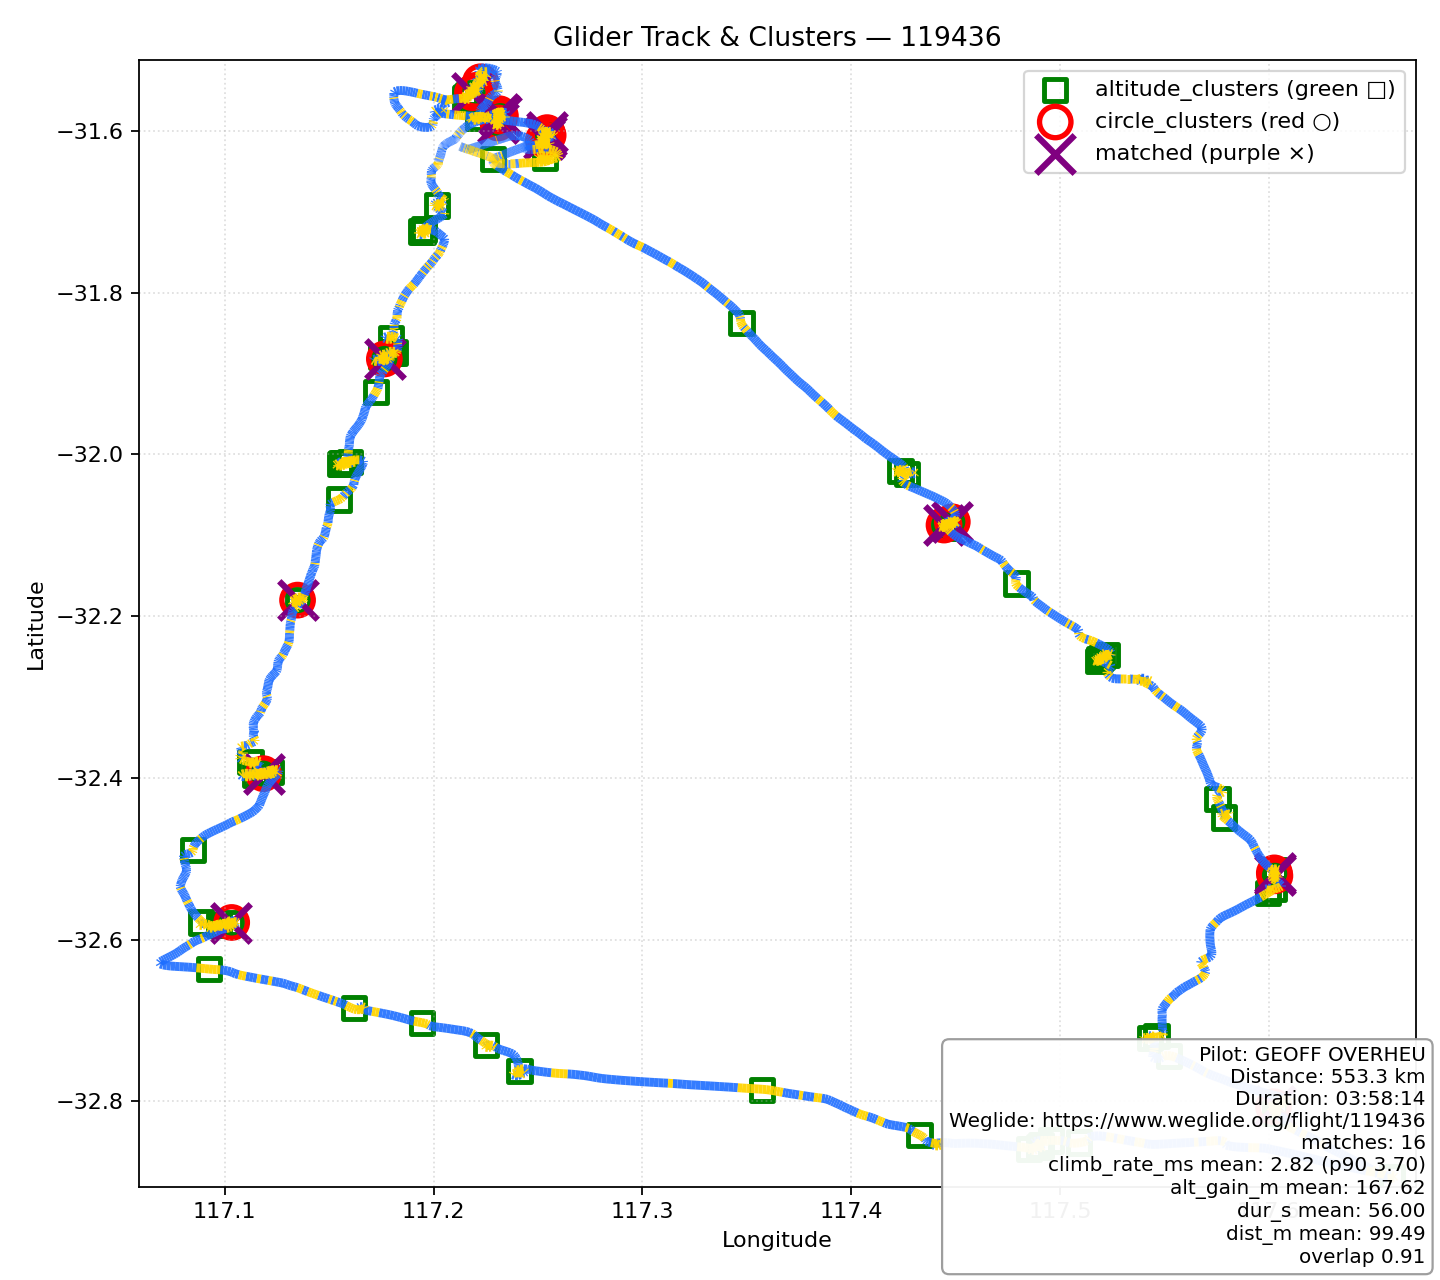 Glider Track & Clusters — 119436
altitude_clusters (green □)
circle_clusters (red ○)
matched (purple ×)
Latitude
−31.6
−31.8
−32.0
−32.2
−32.4
−32.6
−32.8
117.1
117.2
117.3
117.4
117.5
Longitude
Pilot: GEOFF OVERHEU
Distance: 553.3 km
Duration: 03:58:14
Weglide: https://www.weglide.org/flight/119436
matches: 16
climb_rate_ms mean: 2.82 (p90 3.70)
alt_gain_m mean: 167.62
dur_s mean: 56.00
dist_m mean: 99.49
overlap 0.91